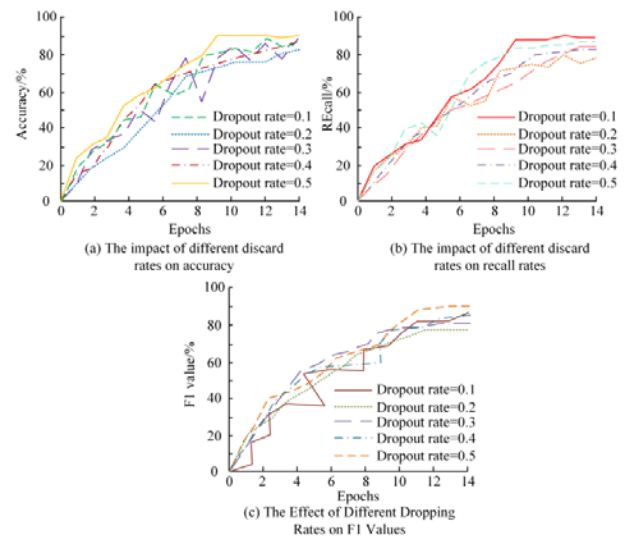 100
80
60
40
20
0
Accuracy/%
Dropout rate=0.1
Dropout rate=0.2
Dropout rate=0.3
Dropout rate=0.4
Dropout rate=0.5
0 2 4 6 8 10 12 14
Epochs
(a) The impact of different discard
rates on accuracy
100
80
60
40
20
0
REcall/%
Dropout rate=0.1
Dropout rate=0.2
Dropout rate=0.3
Dropout rate=0.4
Dropout rate=0.5
2 4 6 8 10 12 14
Epochs
(b) The impact of different discard
rates on recall rates
100
80
60
40
20
0
F1 value/%
Dropout rate=0.1
Dropout rate=0.2
Dropout rate=0.3
Dropout rate=0.4
Dropout rate=0.5
0 2 4 6 8 10 12 14
Epochs
(c) The Effect of Different Dropping
Rates on F1 Values